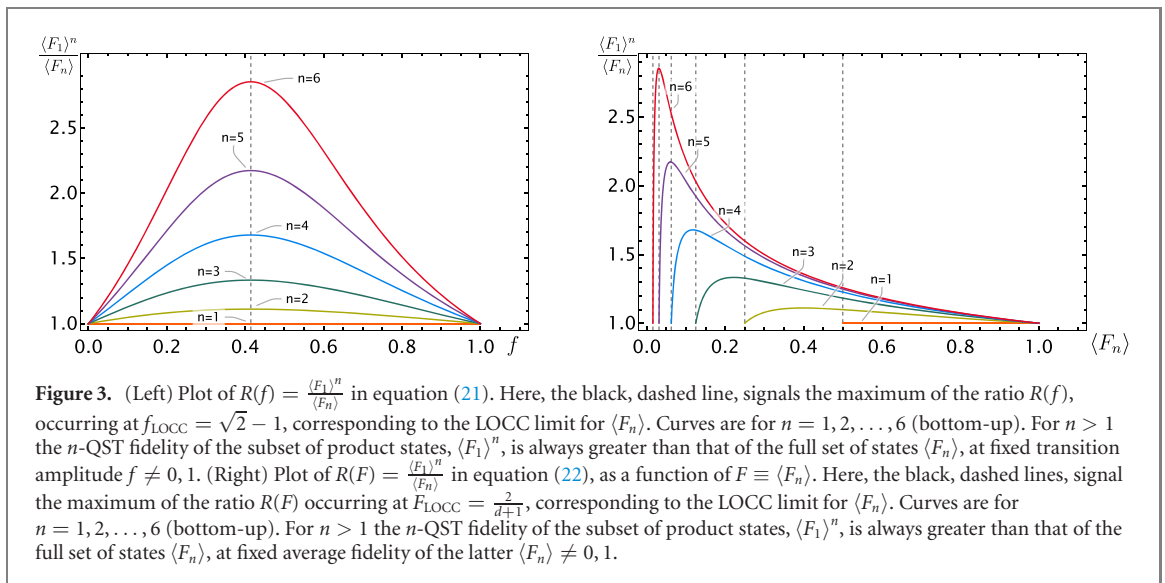 ⟨F₁⟩ⁿ
⟨Fₙ⟩
2.5
2.0
1.5
1.0
n=6
n=5
n=4
n=3
n=2
n=1
0.0 0.2 0.4 0.6 0.8 1.0 f
⟨F₁⟩ⁿ
⟨Fₙ⟩
2.5
2.0
1.5
1.0
n=6
n=5
n=4
n=3
n=2
n=1
0.0 0.2 0.4 0.6 0.8 1.0 ⟨Fₙ⟩
Figure 3. (Left) Plot of R(f) = ⟨F₁⟩ⁿ/⟨Fₙ⟩ in equation (21). Here, the black, dashed line, signals the maximum of the ratio R(f),
occurring at f_LOCC = √2 − 1, corresponding to the LOCC limit for ⟨Fₙ⟩. Curves are for n = 1, 2, . . . , 6 (bottom-up). For n > 1
the n-QST fidelity of the subset of product states, ⟨F₁⟩ⁿ, is always greater than that of the full set of states ⟨Fₙ⟩, at fixed transition
amplitude f ≠ 0, 1. (Right) Plot of R(F) = ⟨F₁⟩ⁿ/⟨Fₙ⟩ in equation (22), as a function of F ≡ ⟨Fₙ⟩. Here, the black, dashed lines, signal
the maximum of the ratio R(F) occurring at F_LOCC = 2/(d+1), corresponding to the LOCC limit for ⟨Fₙ⟩. Curves are for
n = 1, 2, . . . , 6 (bottom-up). For n > 1 the n-QST fidelity of the subset of product states, ⟨F₁⟩ⁿ, is always greater than that of the
full set of states ⟨Fₙ⟩, at fixed average fidelity of the latter ⟨Fₙ⟩ ≠ 0, 1.